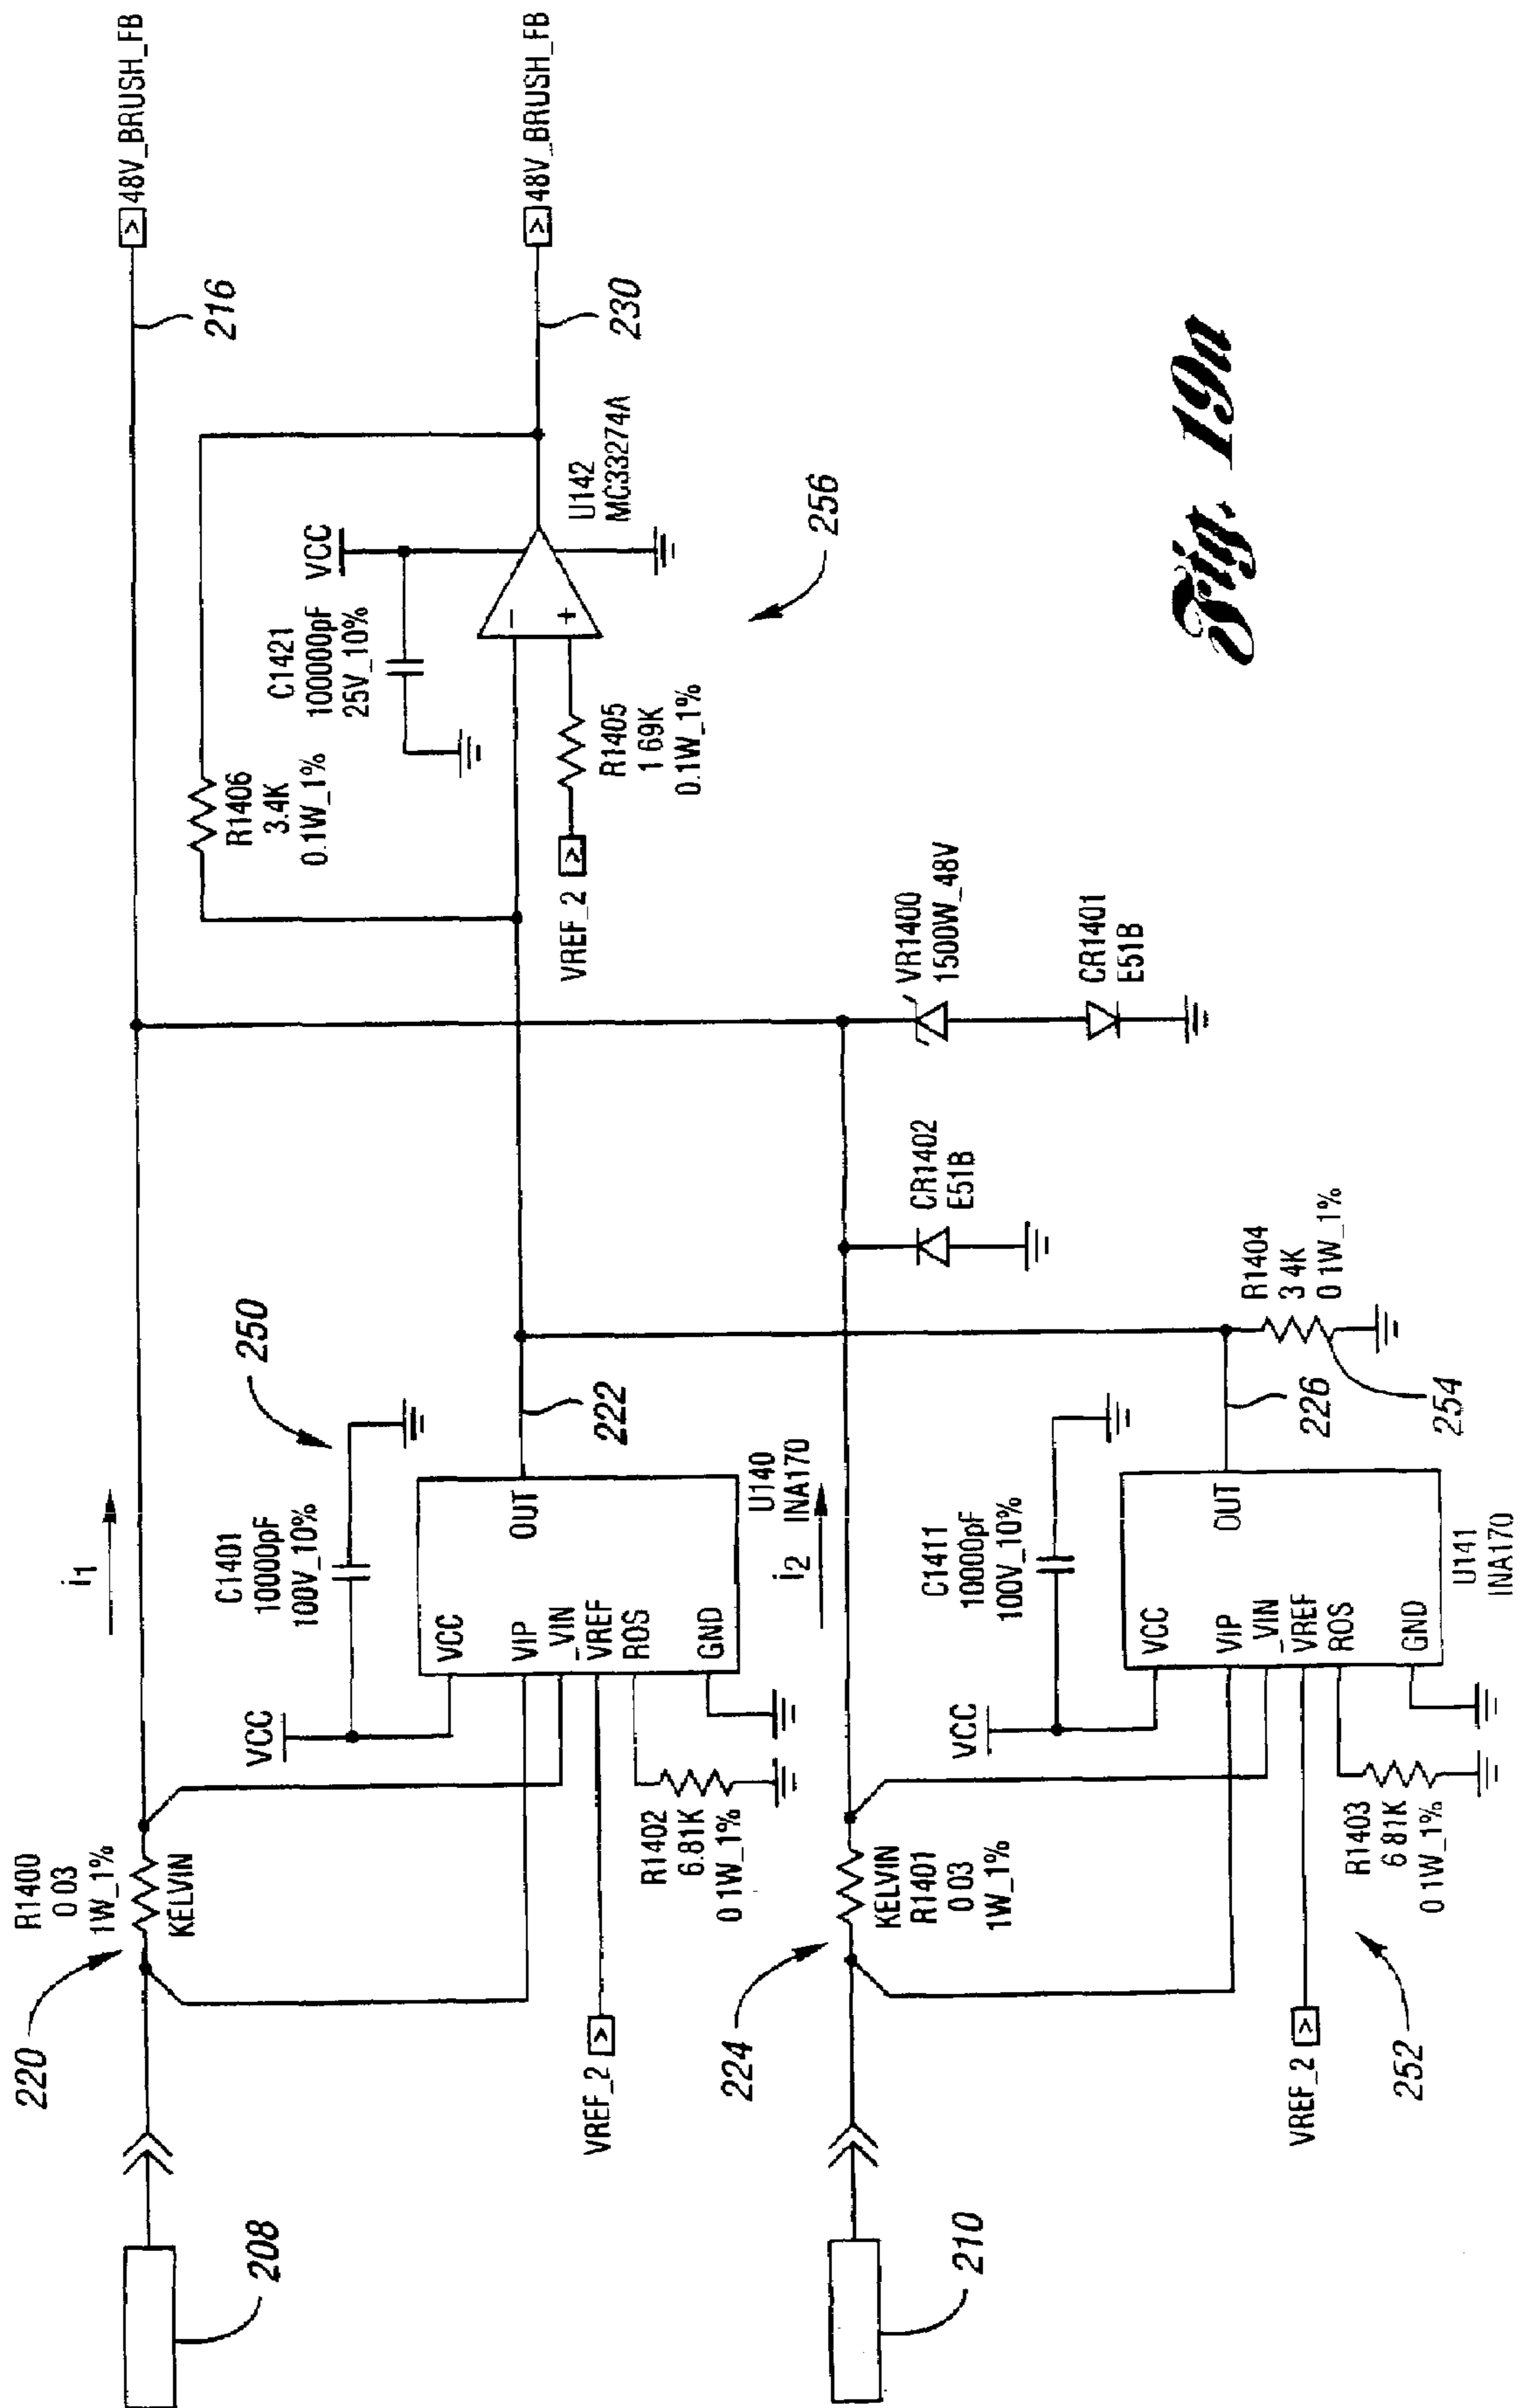 R1400
0 03
1W_1%
KELVIN
220
208
i1
216
>
48V_BRUSH_FB
C1401
10000pF
100V_10%
250
VCC
VCC
VIP
VIN
VREF
ROS
GND
OUT
U140
INA170
222
R1402
6.81K
0 1W_1%
VREF_2
>
R1406
3.4K
0.1W_1%
C1421
100000pF
25V_10%
VCC
−
+
U142
MC33274A
230
>
48V_BRUSH_FB
R1405
1 69K
0.1W_1%
VREF_2
>
256
224
KELVIN
R1401
0 03
1W_1%
210
i2
C1411
10000pF
100V_10%
VCC
VCC
VIP
VIN
VREF
ROS
GND
OUT
U141
INA170
226
R1403
6 81K
0 1W_1%
VREF_2
>
252
CR1402
E51B
VR1400
1500W_48V
CR1401
E51B
R1404
3 4K
0 1W_1%
254
Fig. 19a